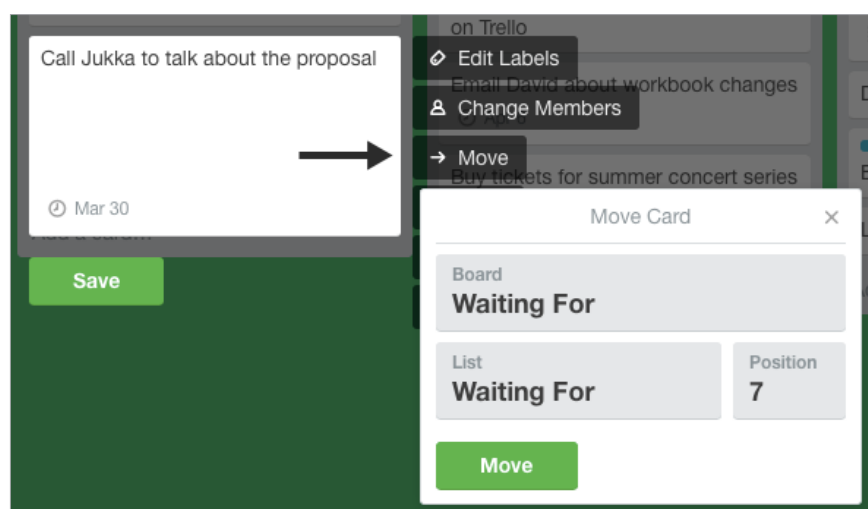 on Trello
Call Jukka to talk about the proposal
Edit Labels
Email David about workbook changes
Change Members
Move
Buy tickets for summer concert series
Mar 30
Move Card
Save
Board
Waiting For
List
Position
Waiting For
7
Move